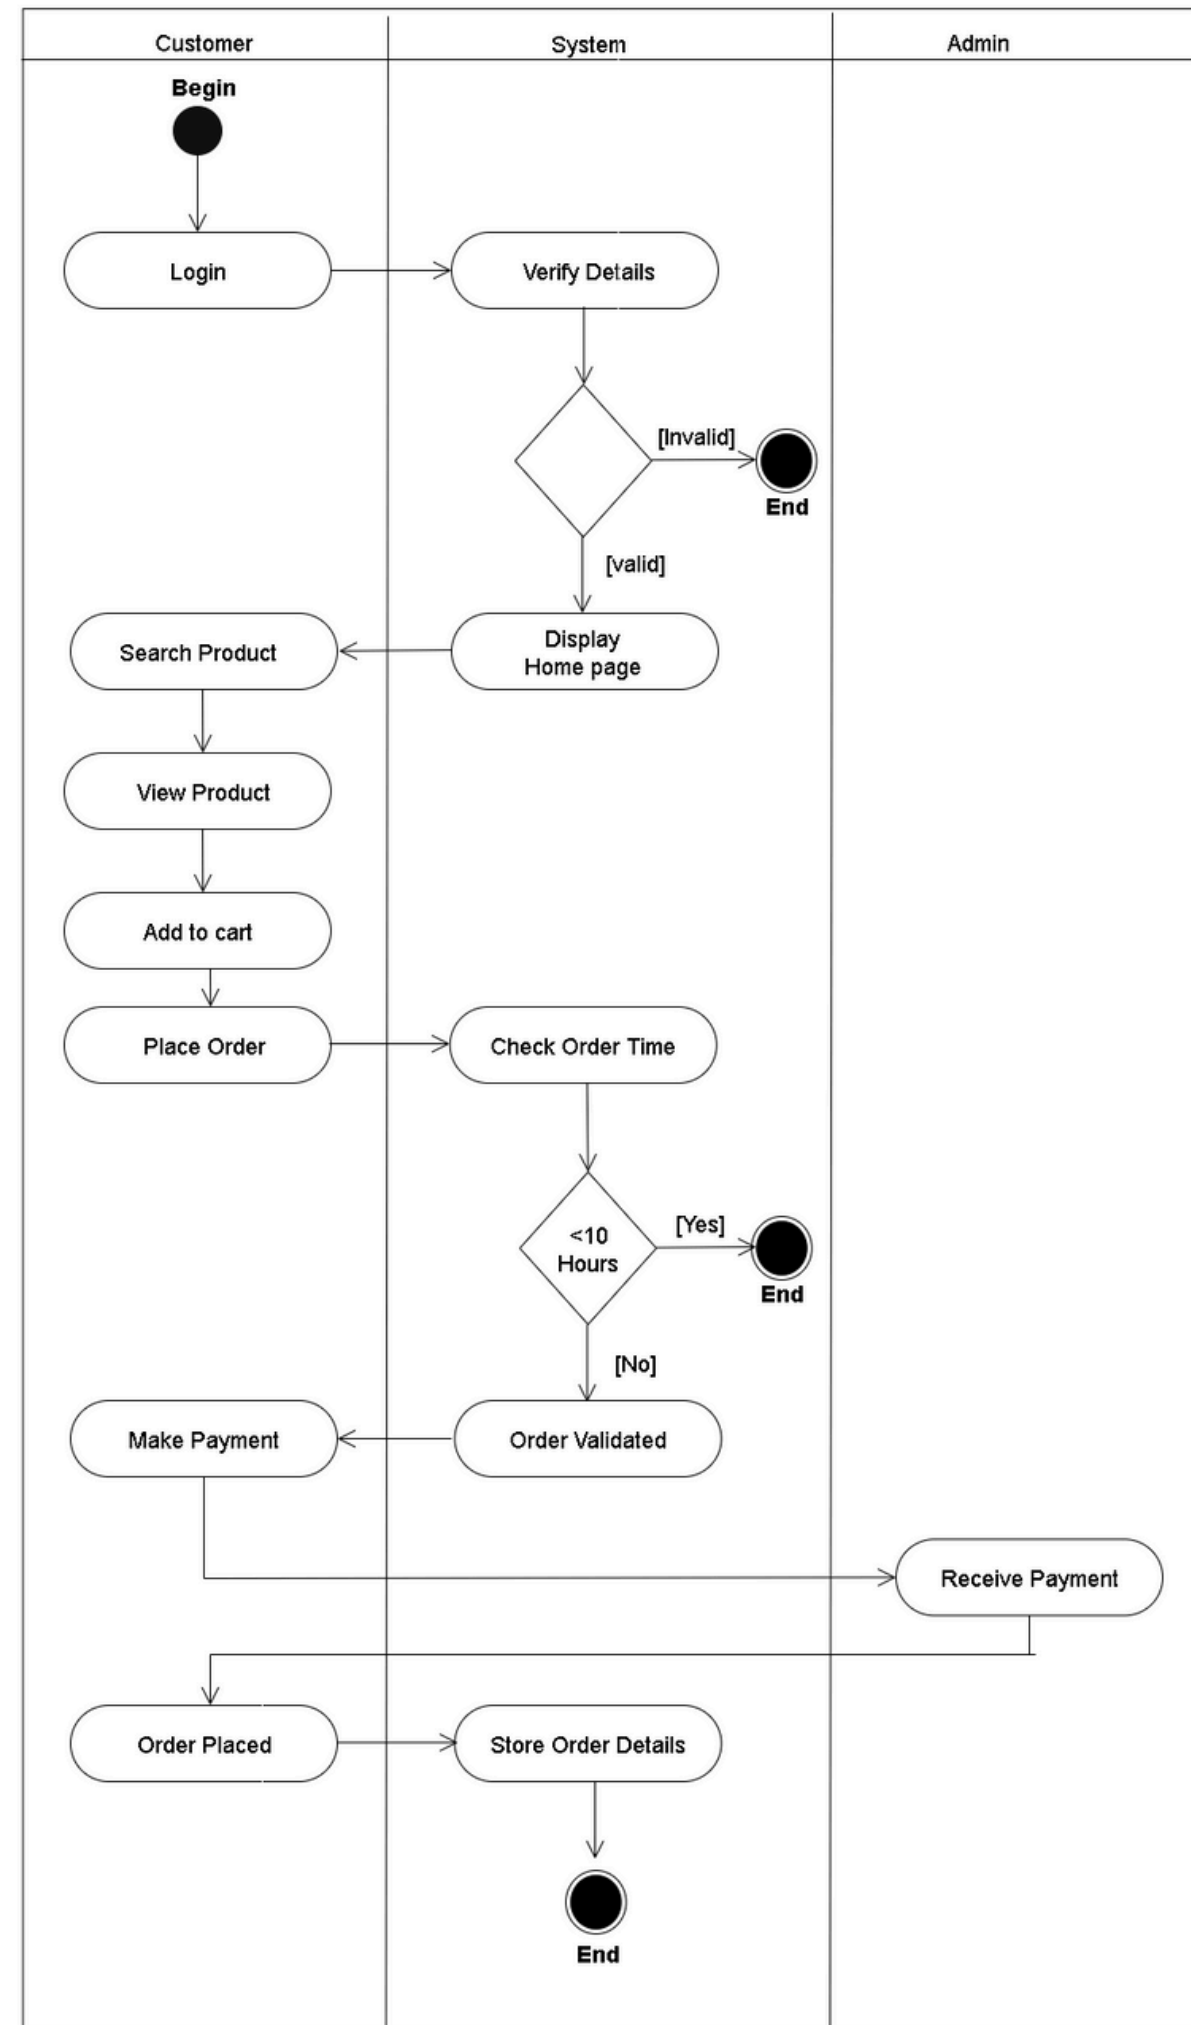 Customer
System
Admin
Begin
Login
Verify Details
[Invalid]
End
[valid]
Display
Home page
Search Product
View Product
Add to cart
Place Order
Check Order Time
<10
Hours
[Yes]
End
[No]
Order Validated
Make Payment
Receive Payment
Order Placed
Store Order Details
End